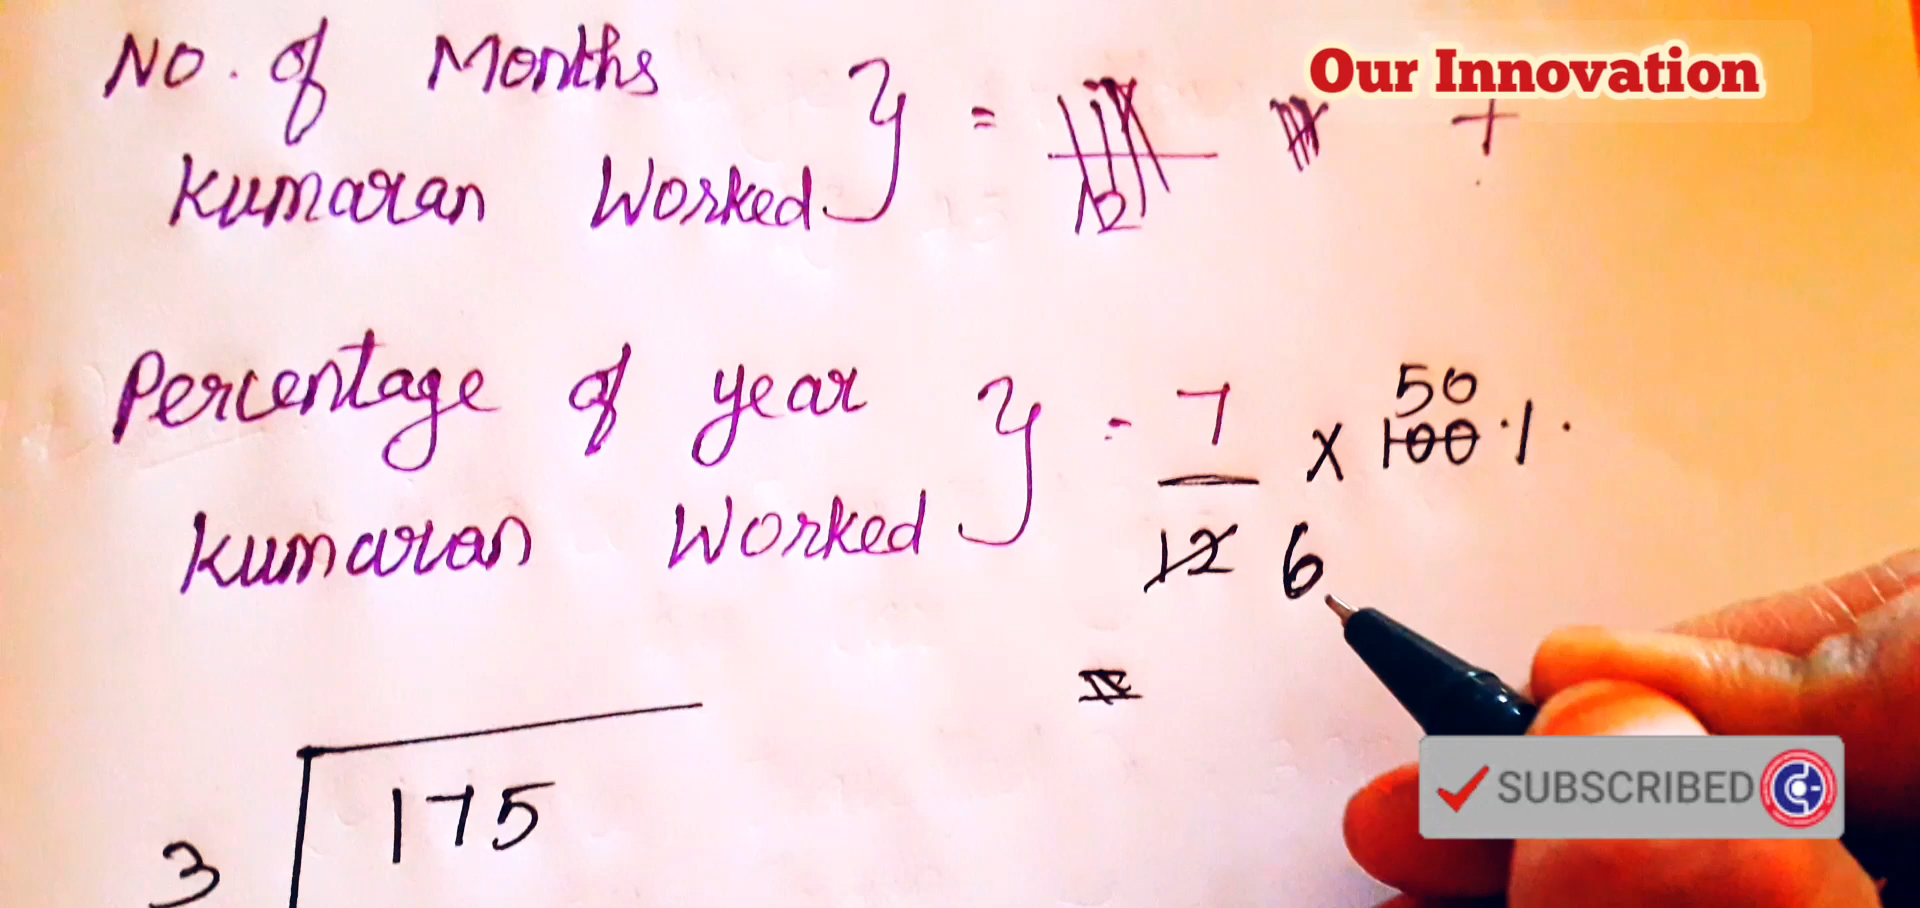 Our Innovation
No. of Months
Kumaran Worked } = 7
Percentage of year
Kumaran Worked } = 7/12 6 x 100 50 %.
=
3 175
SUBSCRIBED